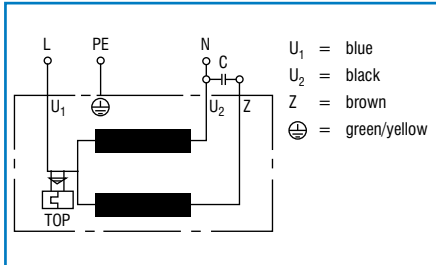 L PE N
C
U₁ U₂ Z
TOP
U₁ = blue
U₂ = black
Z = brown
⏚ = green/yellow